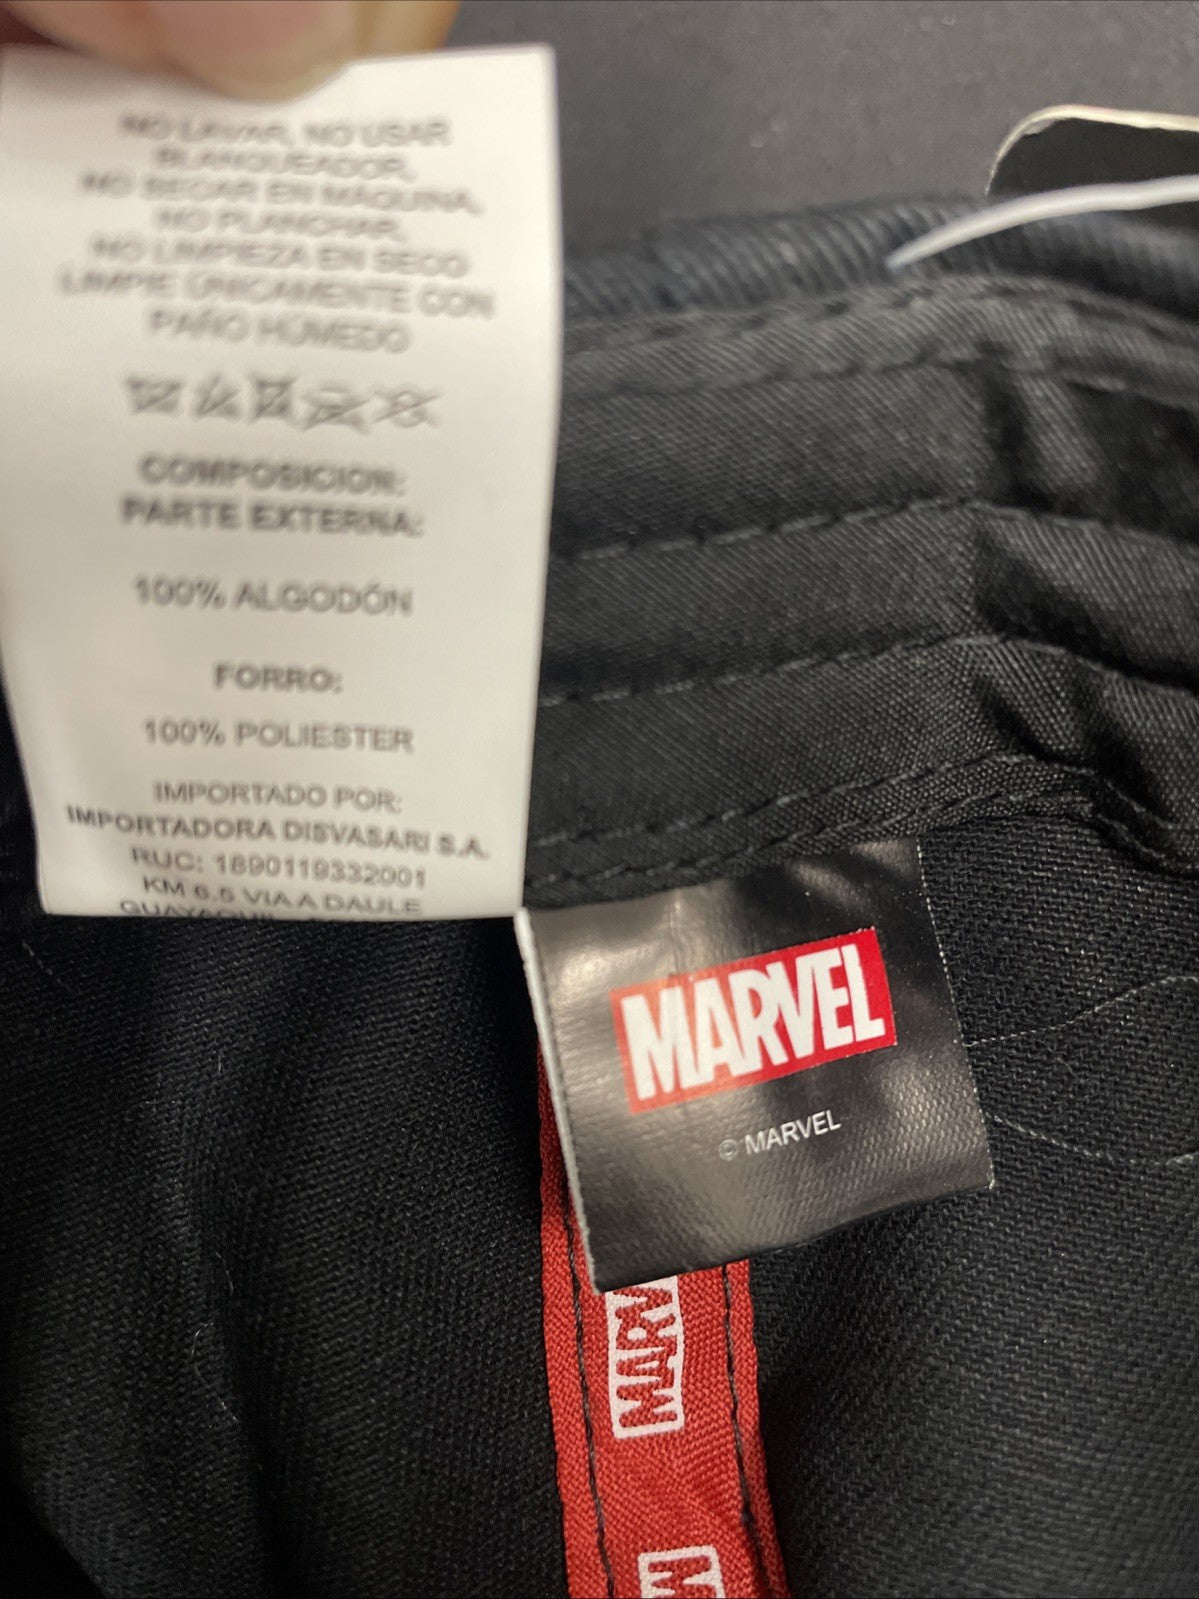 NO LAVAR, NO USAR
BLANQUEADOR,
NO SECAR EN MÁQUINA,
NO PLANCHAR,
NO LIMPIEZA EN SECO
LIMPIE ÚNICAMENTE CON
PAÑO HÚMEDO
COMPOSICION:
PARTE EXTERNA:
100% ALGODÓN
FORRO:
100% POLIESTER
IMPORTADO POR:
IMPORTADORA DISVASARI S.A.
RUC: 1890119332001
KM 6.5 VIA A DAULE
GUAYAQUIL
MARVEL
© MARVEL
MARV